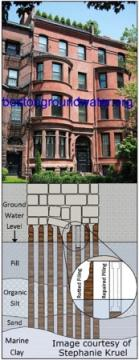 bostongroundwater.org
Ground
Water
Level
Fill
Rotted Piling
Repaired Piling
Organic
Silt
Sand
Marine
Clay
Image courtesy of
Stephanie Kruel